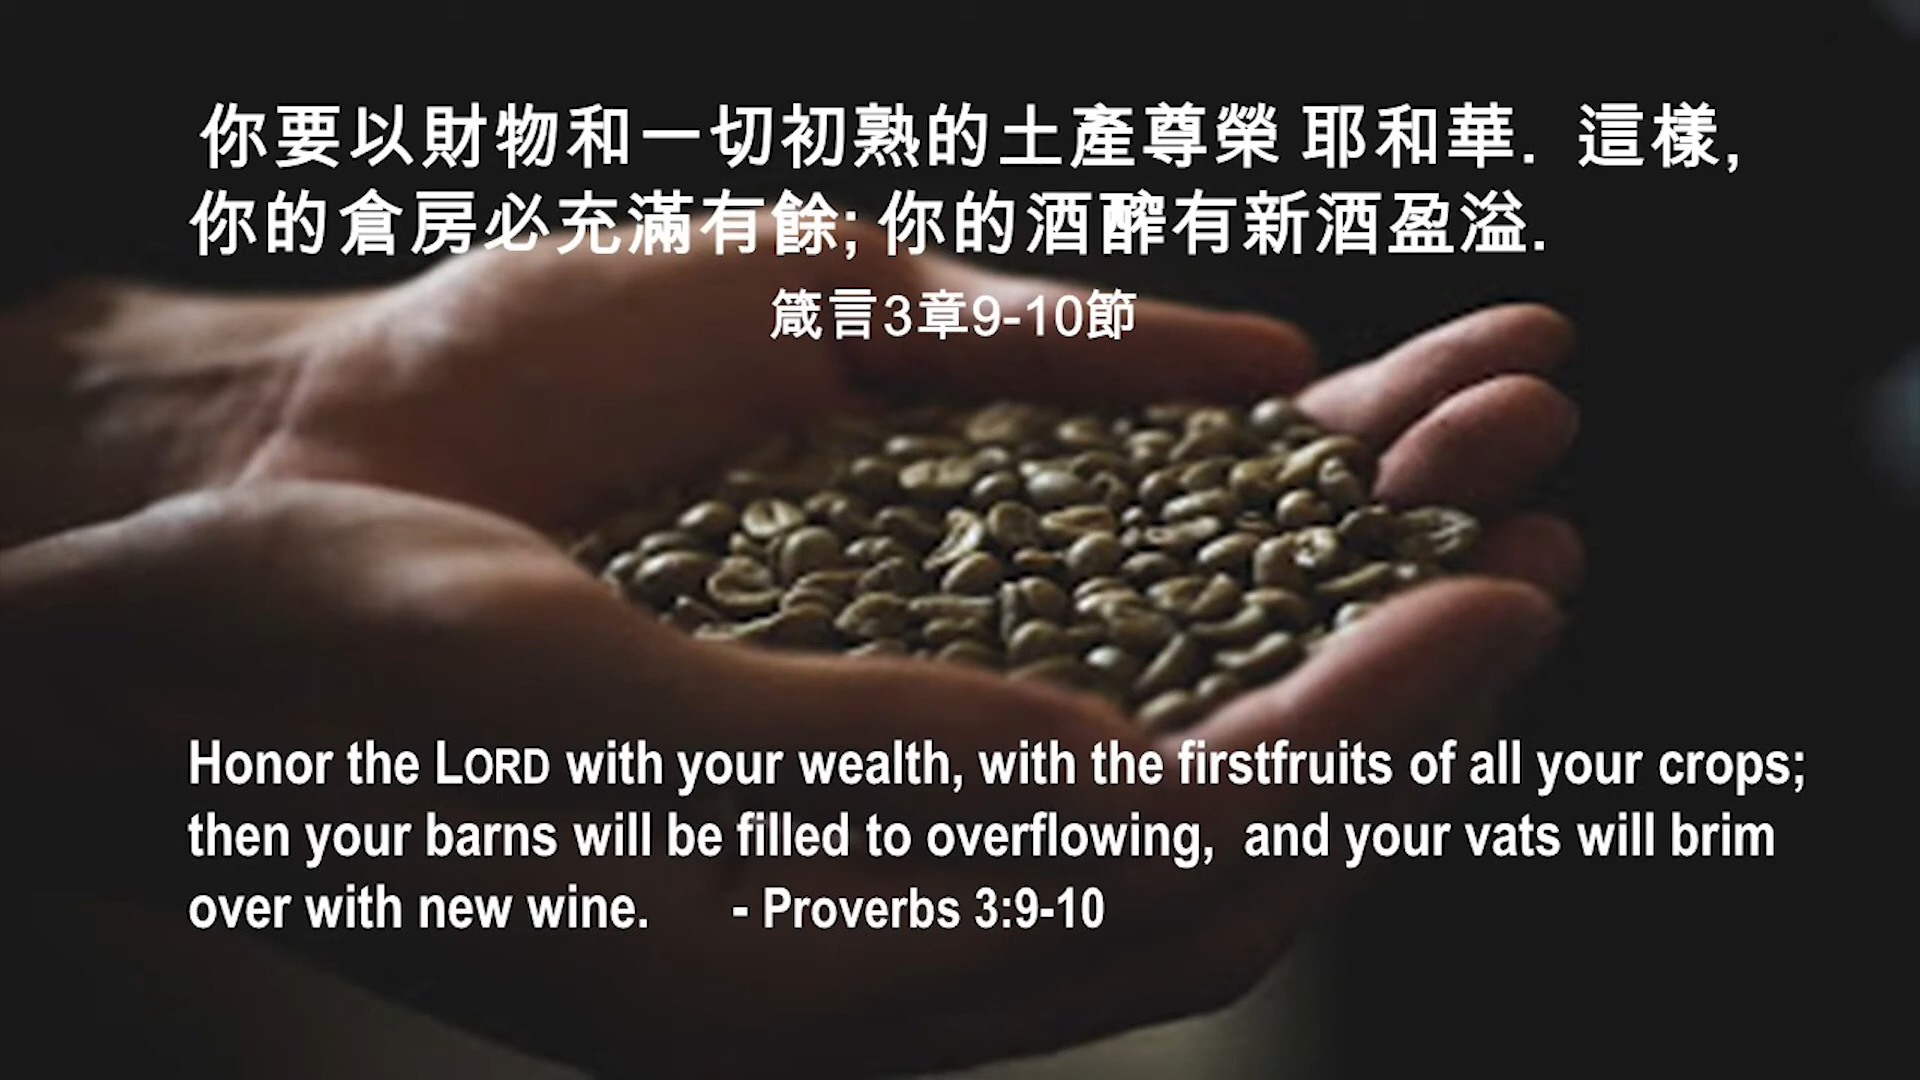 你要以財物和一切初熟的土產尊榮 耶和華. 這樣,
你的倉房必充滿有餘; 你的酒醡有新酒盈溢.
箴言3章9-10節
Honor the LORD with your wealth, with the firstfruits of all your crops;
then your barns will be filled to overflowing, and your vats will brim
over with new wine. - Proverbs 3:9-10